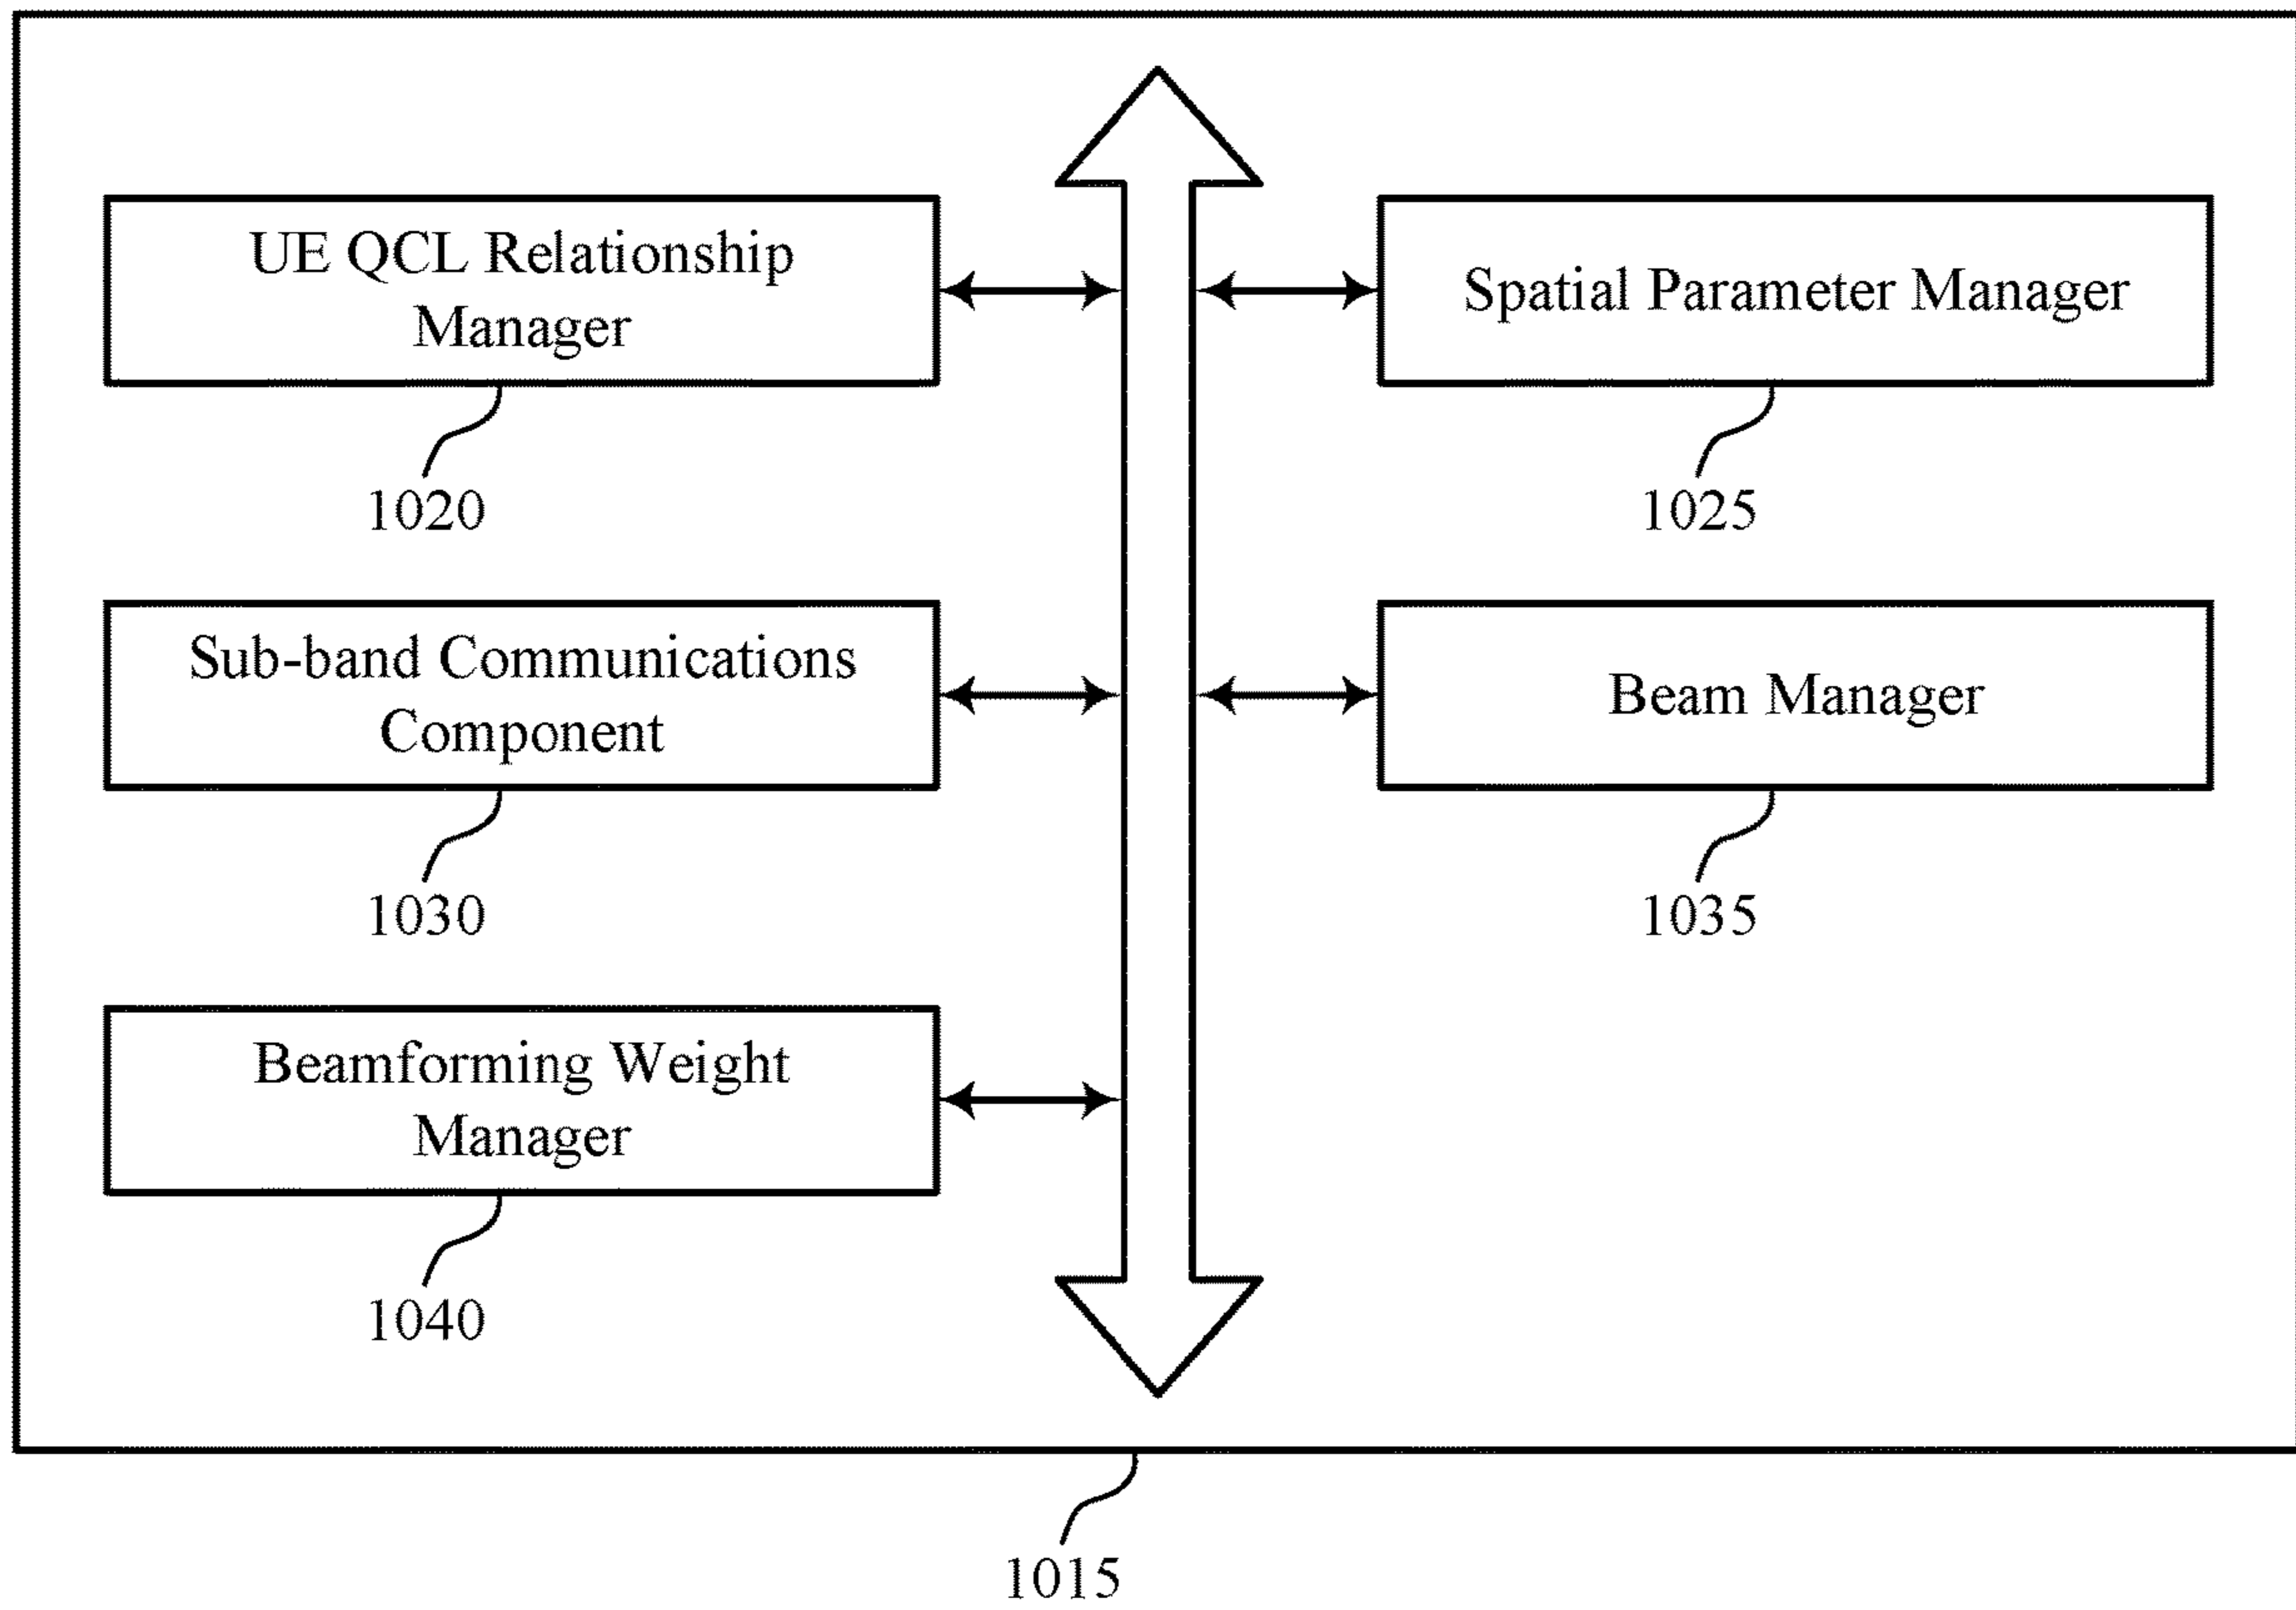 UE QCL Relationship
Manager
1020
Spatial Parameter Manager
1025
Sub-band Communications
Component
1030
Beam Manager
1035
Beamforming Weight
Manager
1040
1015